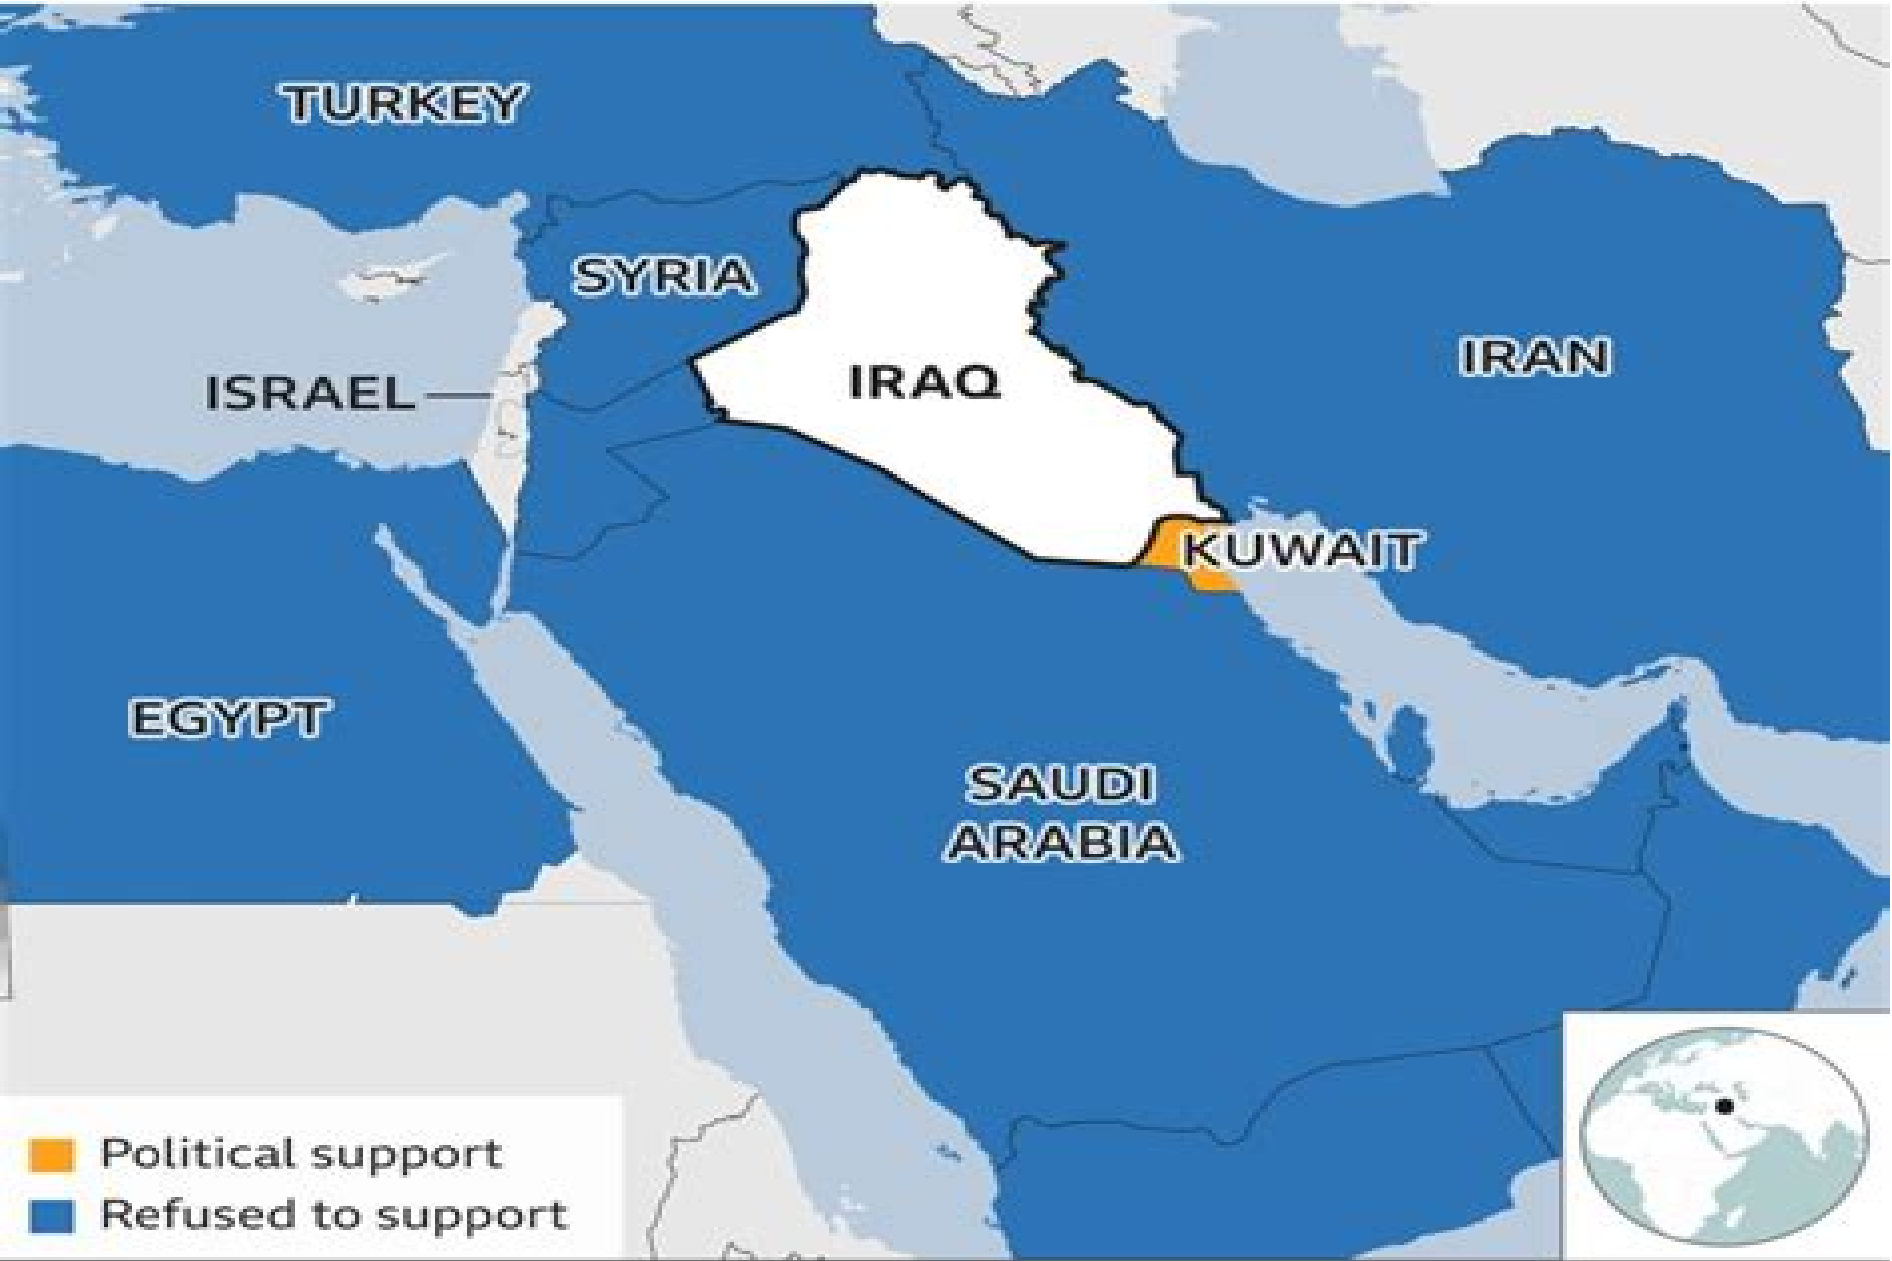 TURKEY
SYRIA
ISRAEL
IRAQ
IRAN
KUWAIT
EGYPT
SAUDI
ARABIA
Political support
Refused to support